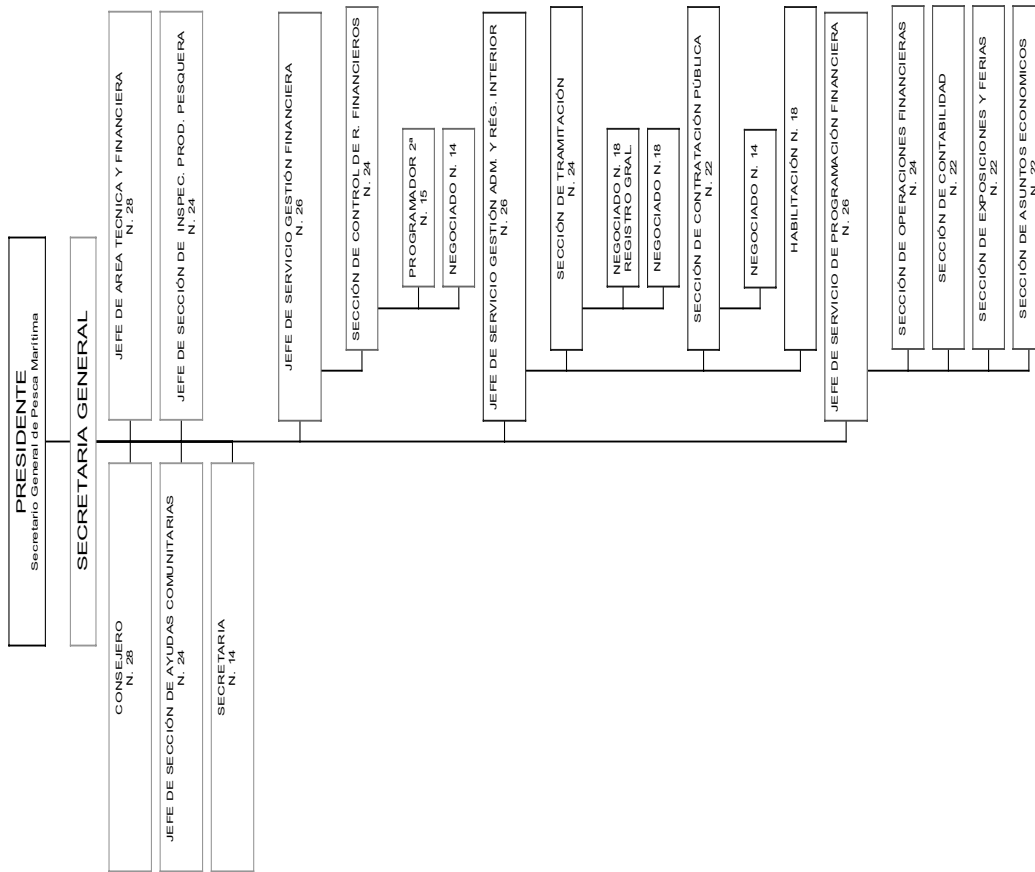 PRESIDENTE
Secretario General de Pesca Marítima
SECRETARIA GENERAL
CONSEJERO
N. 28
JEFE DE AREA TECNICA Y FINANCIERA
N. 28
JEFE DE SECCIÓN DE AYUDAS COMUNITARIAS
N. 24
JEFE DE SECCIÓN DE INSPEC. PROD. PESQUERA
N. 24
SECRETARIA
N. 14
JEFE DE SERVICIO GESTIÓN FINANCIERA
N. 26
SECCIÓN DE CONTROL DE R. FINANCIEROS
N. 24
PROGRAMADOR 2ª
N. 15
NEGOCIADO N. 14
JEFE DE SERVICIO GESTIÓN ADM. Y RÉG. INTERIOR
N. 26
SECCIÓN DE TRAMITACIÓN
N. 24
NEGOCIADO N. 18
REGISTRO GRAL
NEGOCIADO N.18
SECCIÓN DE CONTRATACIÓN PÚBLICA
N. 22
NEGOCIADO N. 14
HABILITACIÓN N. 18
JEFE DE SERVICIO DE PROGRAMACIÓN FINANCIERA
N. 26
SECCIÓN DE OPERACIONES FINANCIERAS
N. 24
SECCIÓN DE CONTABILIDAD
N. 22
SECCIÓN DE EXPOSICIONES Y FERIAS
N. 22
SECCIÓN DE ASUNTOS ECONOMICOS
N. 22